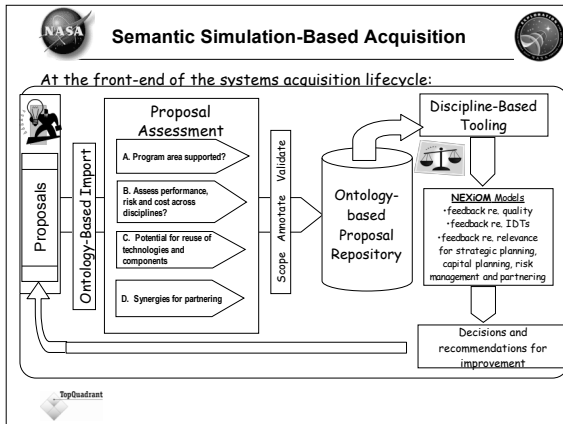 NASA
Semantic Simulation-Based Acquisition
At the front-end of the systems acquisition lifecycle:
Proposals
Ontology-Based Import
Proposal
Assessment
A. Program area supported?
B. Assess performance,
risk and cost across
disciplines?
C. Potential for reuse of
technologies and
components
D. Synergies for partnering
Scope Annotate Validate
Ontology-
based
Proposal
Repository
Discipline-Based
Tooling
NEXiOM Models
•feedback re. quality
•feedback re. IDTs
•feedback re. relevance
for strategic planning,
capital planning, risk
management and partnering
Decisions and
recommendations for
improvement
TopQuadrant